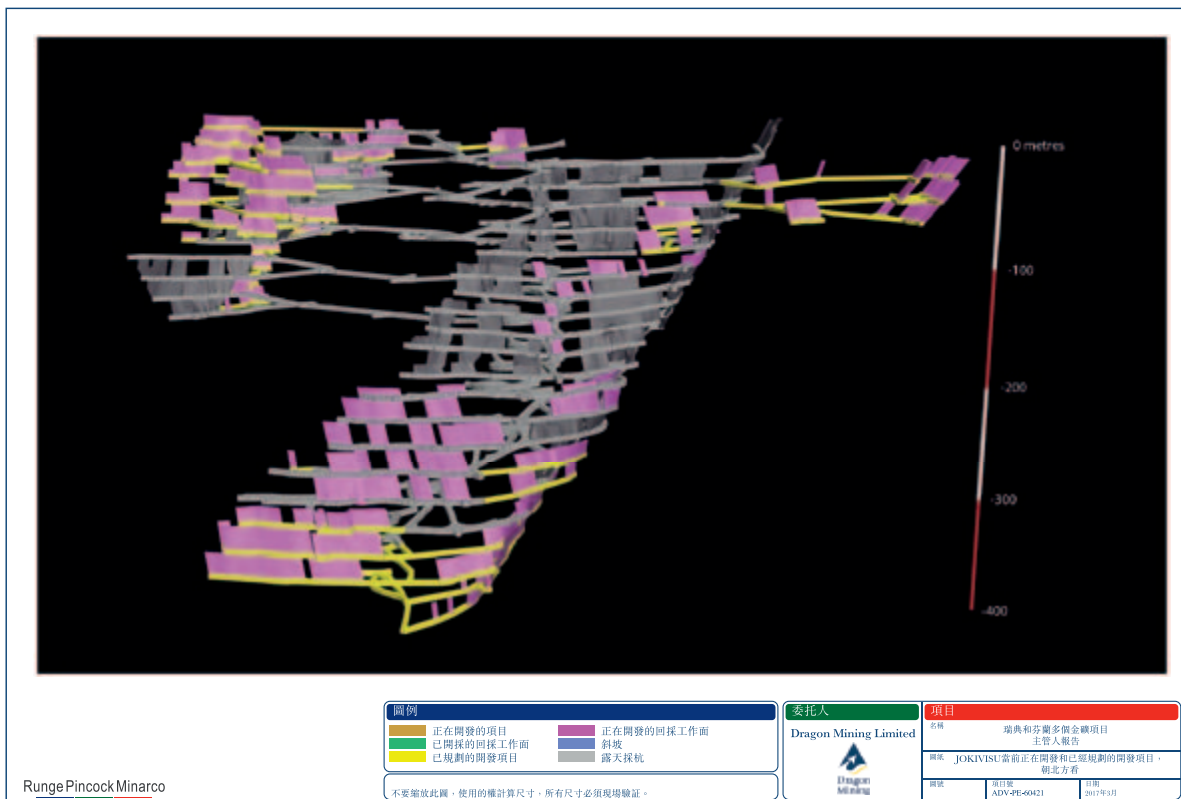 0 metres
-100
-200
-300
-400
圖例
正在開發的項目
正在開發的回採工作面
已開採的回採工作面
斜坡
已規劃的開發項目
露天採杭
不要縮放此圖，使用的權計算尺寸，所有尺寸必須現場驗証。
委托人
Dragon Mining Limited
Dragon
Mining
項目
名稱
瑞典和芬蘭多個金礦項目
主管人報告
圖紙
JOKIVISU當前正在開發和已經規劃的開發項目，
朝北方看
圖號
項目號
ADV-PE-60421
日期
2017年3月
Runge Pincock Minarco